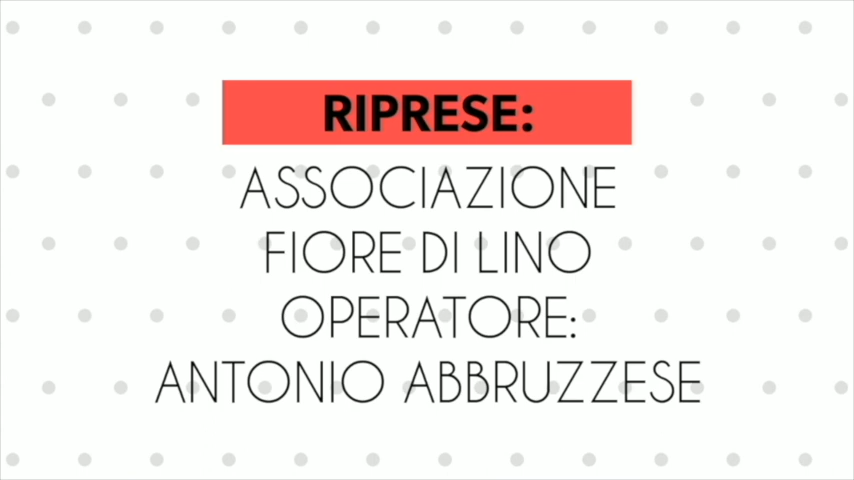 RIPRESE:
ASSOCIAZIONE
FIORE DI LINO
OPERATORE:
ANTONIO ABBRUZZESE